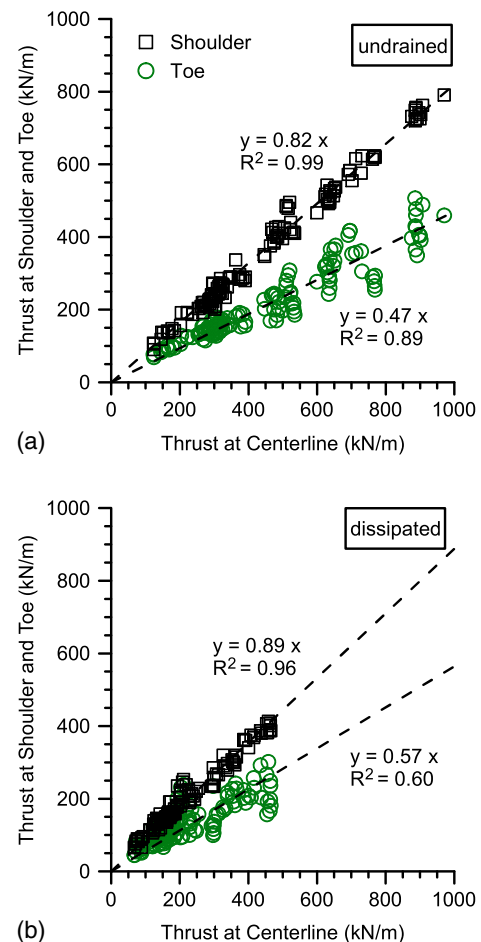 1000
800
600
400
200
0
Thrust at Shoulder and Toe (kN/m)
Shoulder
Toe
undrained
y = 0.82 x
R² = 0.99
y = 0.47 x
R² = 0.89
0 200 400 600 800 1000
(a) Thrust at Centerline (kN/m)
1000
800
600
400
200
0
Thrust at Shoulder and Toe (kN/m)
dissipated
y = 0.89 x
R² = 0.96
y = 0.57 x
R² = 0.60
0 200 400 600 800 1000
(b) Thrust at Centerline (kN/m)